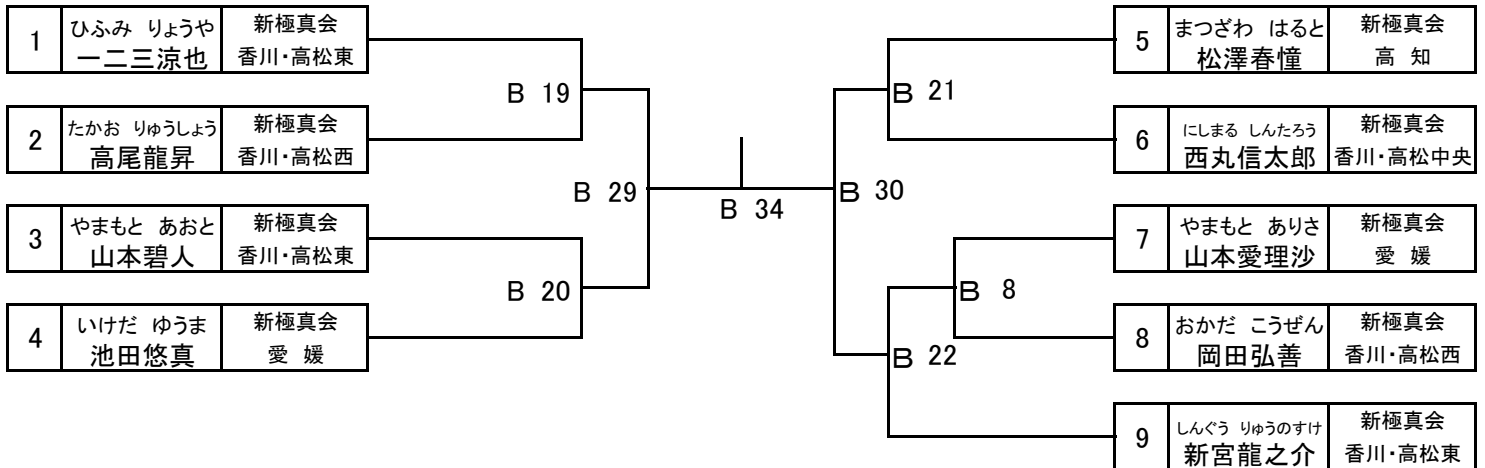 1
ひふみ りょうや
一二三涼也
新極真会
香川・高松東
2
たかお りゅうしょう
高尾龍昇
新極真会
香川・高松西
3
やまもと あおと
山本碧人
新極真会
香川・高松東
4
いけだ ゆうま
池田悠真
新極真会
愛 媛
B 19
B 20
B 29
B 34
B 30
B 21
B 8
B 22
5
まつざわ はると
松澤春憧
新極真会
高 知
6
にしまる しんたろう
西丸信太郎
新極真会
香川・高松中央
7
やまもと ありさ
山本愛理沙
新極真会
愛 媛
8
おかだ こうぜん
岡田弘善
新極真会
香川・高松西
9
しんぐう りゅうのすけ
新宮龍之介
新極真会
香川・高松東